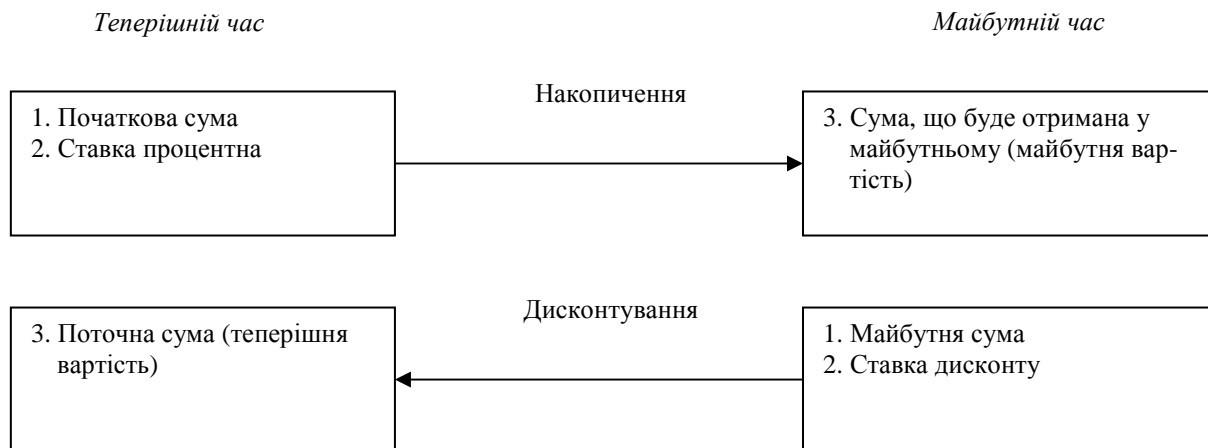 Теперішній час
Майбутній час
Накопичення
1. Початкова сума
2. Ставка процентна
3. Сума, що буде отримана у
майбутньому (майбутня вар-
тість)
Дисконтування
3. Поточна сума (теперішня
вартість)
1. Майбутня сума
2. Ставка дисконту